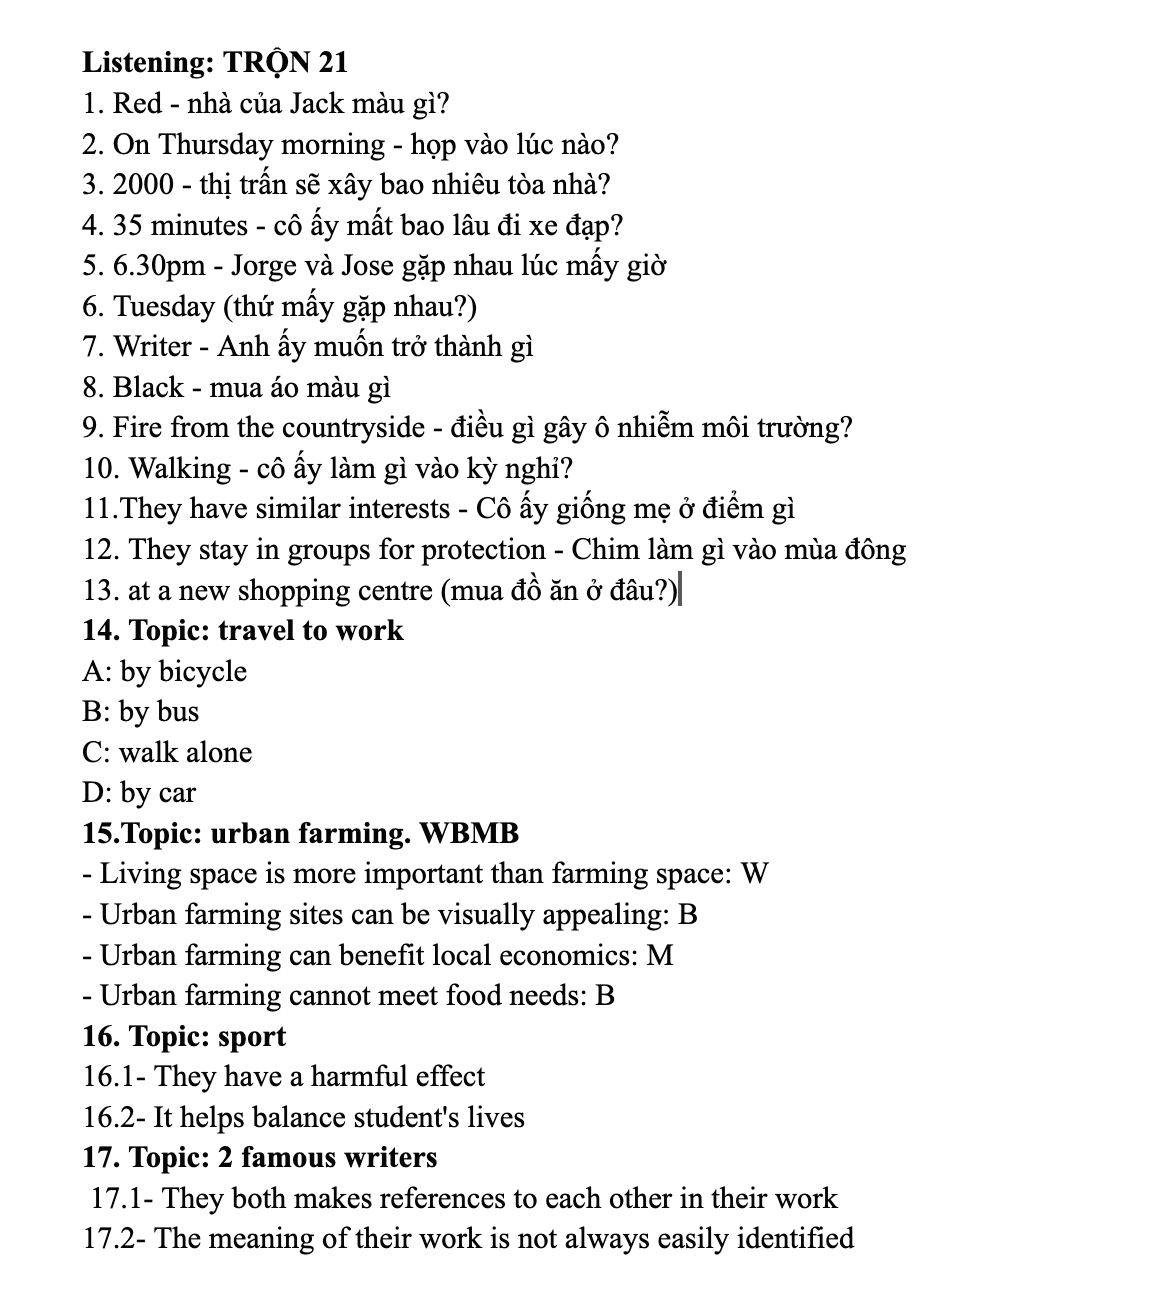 Listening: TRỘN 21
1. Red - nhà của Jack màu gì?
2. On Thursday morning - họp vào lúc nào?
3. 2000 - thị trấn sẽ xây bao nhiêu tòa nhà?
4. 35 minutes - cô ấy mất bao lâu đi xe đạp?
5. 6.30pm - Jorge và Jose gặp nhau lúc mấy giờ
6. Tuesday (thứ mấy gặp nhau?)
7. Writer - Anh ấy muốn trở thành gì
8. Black - mua áo màu gì
9. Fire from the countryside - điều gì gây ô nhiễm môi trường?
10. Walking - cô ấy làm gì vào kỳ nghỉ?
11.They have similar interests - Cô ấy giống mẹ ở điểm gì
12. They stay in groups for protection - Chim làm gì vào mùa đông
13. at a new shopping centre (mua đồ ăn ở đâu?)
14. Topic: travel to work
A: by bicycle
B: by bus
C: walk alone
D: by car
15.Topic: urban farming. WBMB
- Living space is more important than farming space: W
- Urban farming sites can be visually appealing: B
- Urban farming can benefit local economics: M
- Urban farming cannot meet food needs: B
16. Topic: sport
16.1- They have a harmful effect
16.2- It helps balance student's lives
17. Topic: 2 famous writers
17.1- They both makes references to each other in their work
17.2- The meaning of their work is not always easily identified